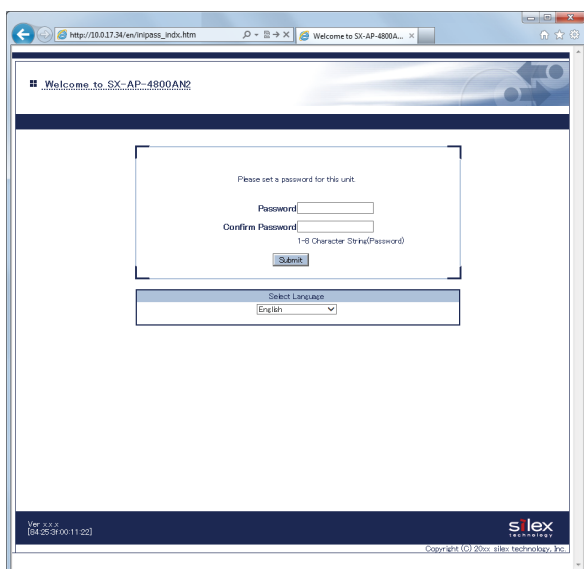 http://10.0.17.34/en/inipass_indx.htm
Welcome to SX-AP-4800A...
Welcome to SX-AP-4800AN2
Please set a password for this unit.
Password
Confirm Password
1-8 Character String(Password)
Submit
Select Language
English
Ver x.x.x
[84:25:3f:00:11:22]
silex
technology
Copyright (C) 20xx silex technology, Inc.